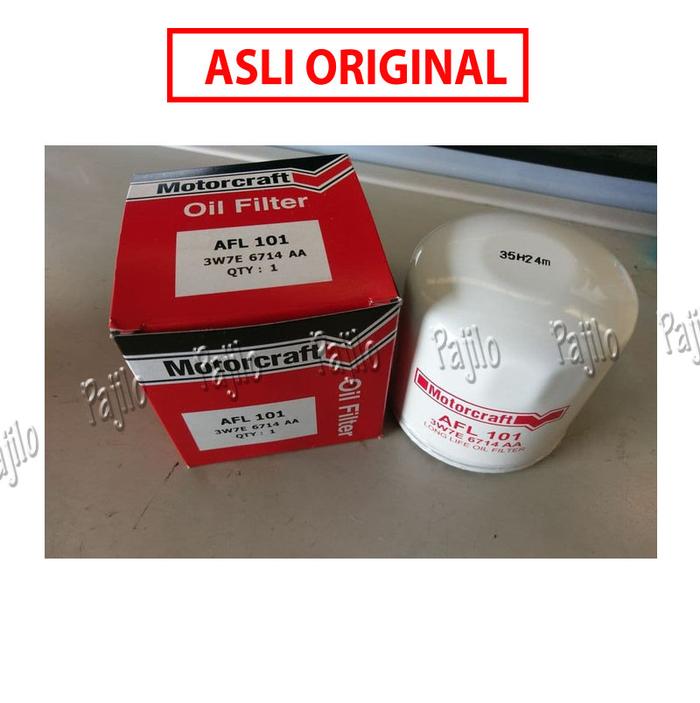 ASLI ORIGINAL
Motorcraft
Oil Filter
AFL 101
3W7E 6714 AA
QTY : 1
Motorcraft
Oil Filter
AFL 101
3W7E 6714 AA
QTY : 1
35H24m
Motorcraft
AFL 101
3W7E 6714 AA
LONG LIFE OIL FILTER
Pajilo
Pajilo
Pajilo
Pajilo
Pajilo
Pajilo
Pajilo